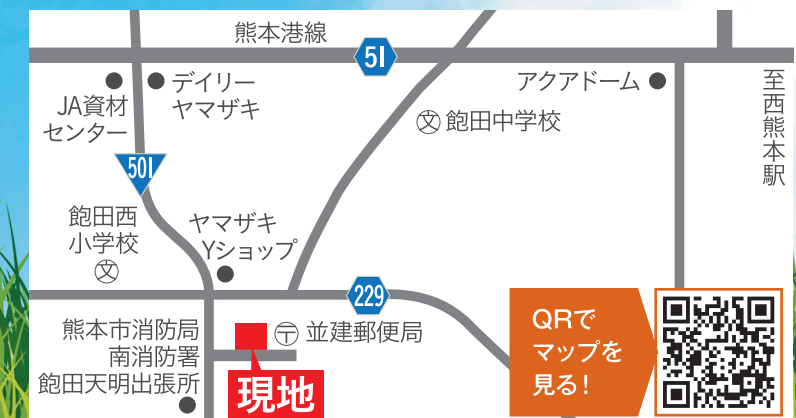 熊本港線
51
デイリー
ヤマザキ
JA資材
センター
アクアドーム
至西熊本駅
文 飽田中学校
501
飽田西
小学校
文
ヤマザキ
Yショップ
229
熊本市消防局
南消防署
飽田天明出張所
〒 並建郵便局
現地
QRで
マップを
見る!